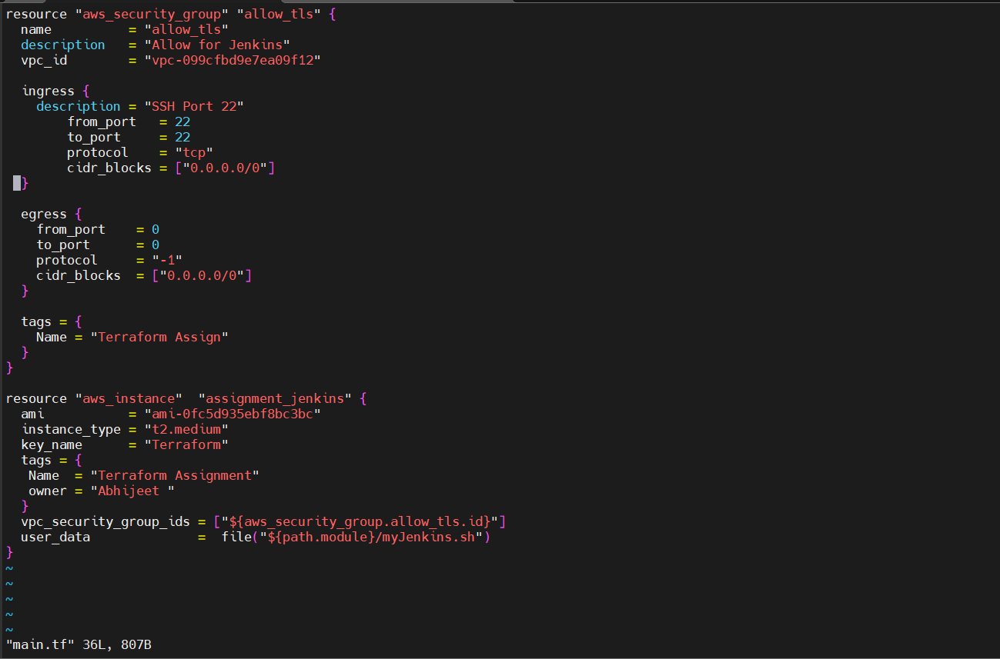 resource "aws_security_group" "allow_tls" {
  name          = "allow_tls"
  description   = "Allow for Jenkins"
  vpc_id        = "vpc-099cfbd9e7ea09f12"

  ingress {
    description = "SSH Port 22"
        from_port   = 22
        to_port     = 22
        protocol    = "tcp"
        cidr_blocks = ["0.0.0.0/0"]
  }

  egress {
    from_port    = 0
    to_port      = 0
    protocol     = "-1"
    cidr_blocks  = ["0.0.0.0/0"]
  }

  tags = {
    Name = "Terraform Assign"
  }
}

resource "aws_instance"  "assignment_jenkins" {
  ami           = "ami-0fc5d935ebf8bc3bc"
  instance_type = "t2.medium"
  key_name      = "Terraform"
  tags = {
   Name  = "Terraform Assignment"
   owner = "Abhijeet "
  }
  vpc_security_group_ids = ["${aws_security_group.allow_tls.id}"]
  user_data              =  file("${path.module}/myJenkins.sh")
}
~
~
~
~
~
"main.tf" 36L, 807B